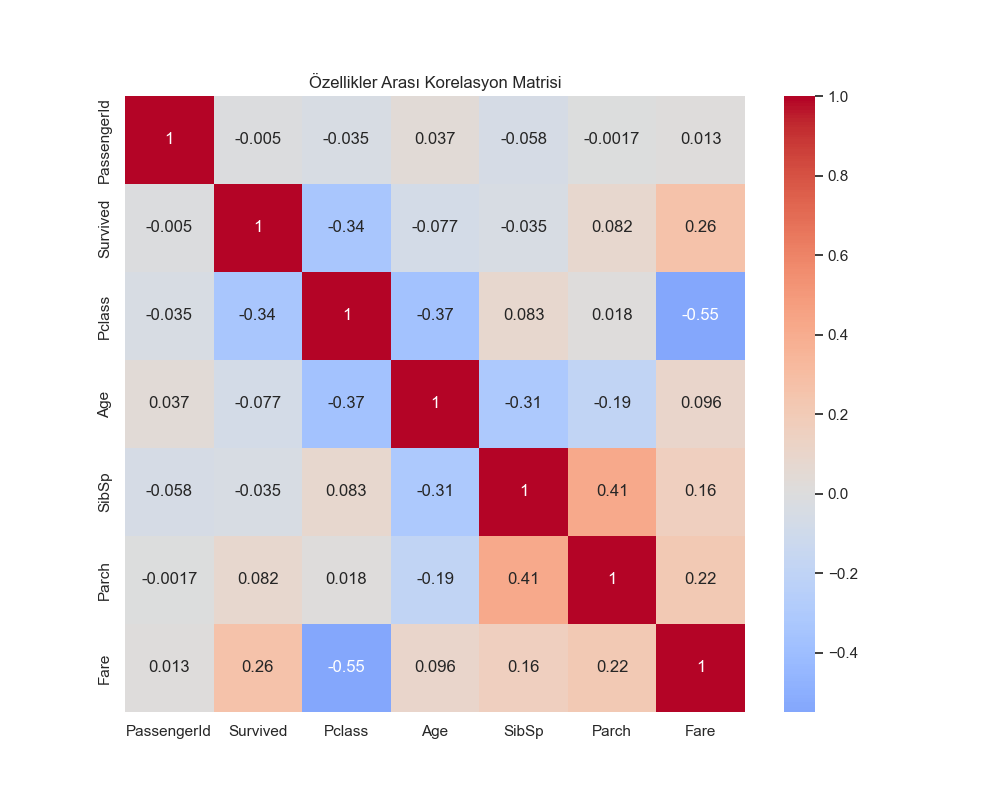 Özellikler Arası Korelasyon Matrisi
PassengerId 1 -0.005 -0.035 0.037 -0.058 -0.0017 0.013
Survived -0.005 1 -0.34 -0.077 -0.035 0.082 0.26
Pclass -0.035 -0.34 1 -0.37 0.083 0.018 -0.55
Age 0.037 -0.077 -0.37 1 -0.31 -0.19 0.096
SibSp -0.058 -0.035 0.083 -0.31 1 0.41 0.16
Parch -0.0017 0.082 0.018 -0.19 0.41 1 0.22
Fare 0.013 0.26 -0.55 0.096 0.16 0.22 1
PassengerId Survived Pclass Age SibSp Parch Fare
1.0
0.8
0.6
0.4
0.2
0.0
−0.2
−0.4